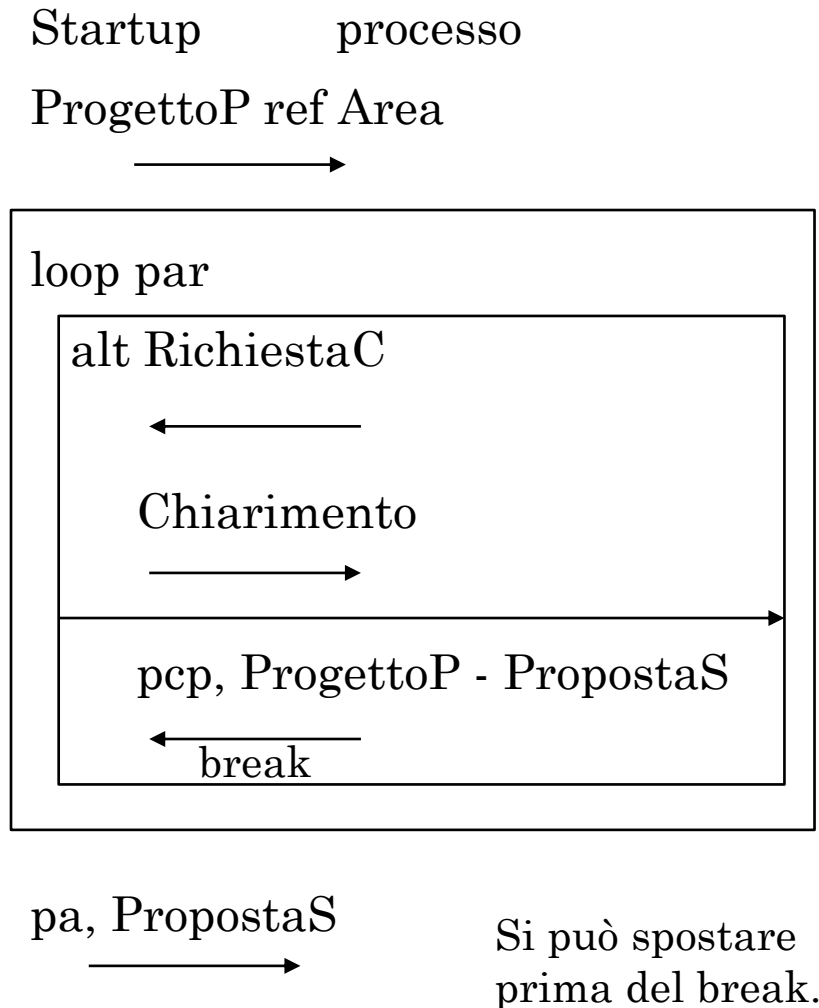 Startup processo
ProgettoP ref Area
loop par
alt RichiestaC
Chiarimento
pcp, ProgettoP - PropostaS
break
pa, PropostaS
Si può spostare
prima del break.